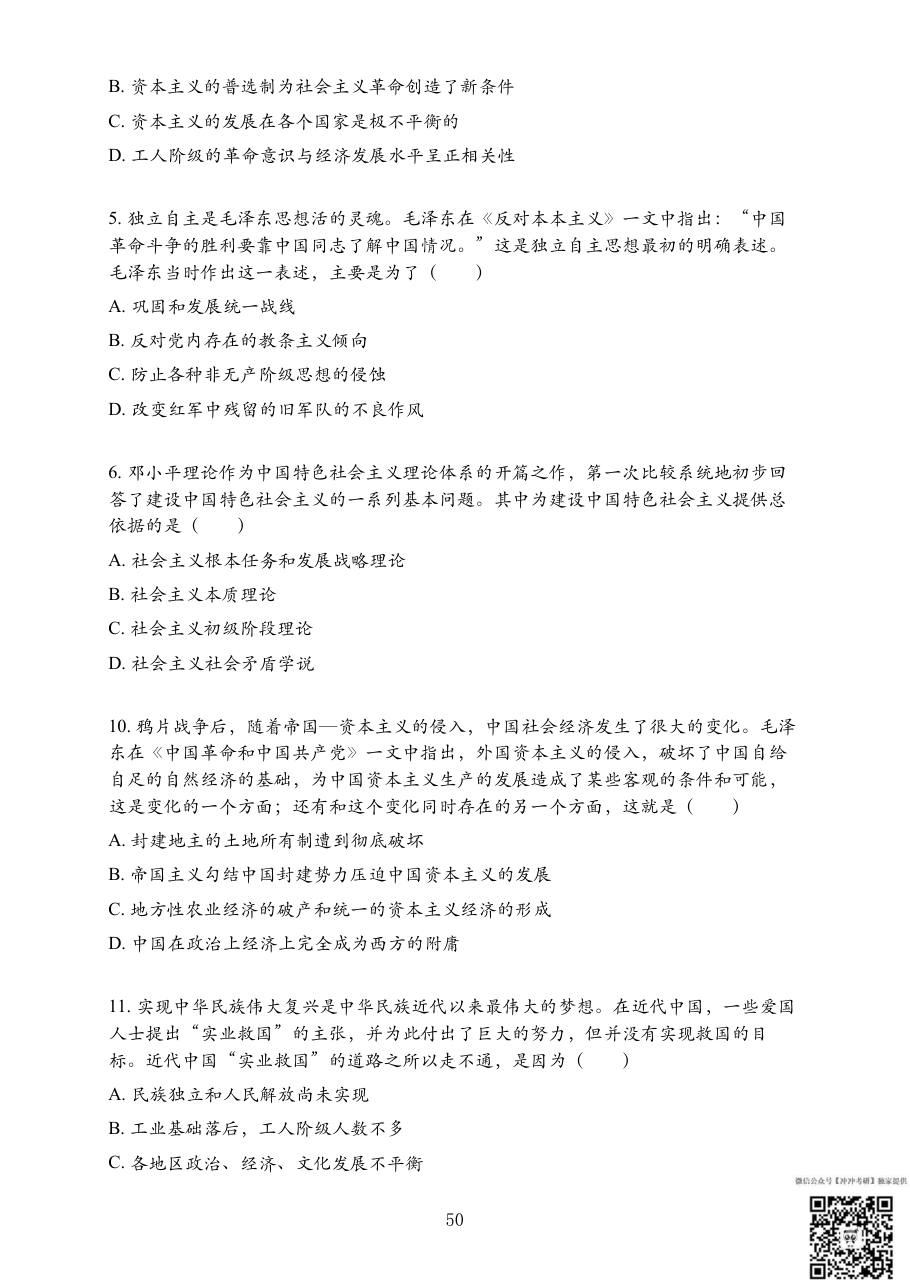 B. 资本主义的普选制为社会主义革命创造了新条件
C. 资本主义的发展在各个国家是极不平衡的
D. 工人阶级的革命意识与经济发展水平呈正相关性
5. 独立自主是毛泽东思想活的灵魂。毛泽东在《反对本本主义》一文中指出：“中国
革命斗争的胜利要靠中国同志了解中国情况。”这是独立自主思想最初的明确表述。
毛泽东当时作出这一表述，主要是为了（　　）
A. 巩固和发展统一战线
B. 反对党内存在的教条主义倾向
C. 防止各种非无产阶级思想的侵蚀
D. 改变红军中残留的旧军队的不良作风
6. 邓小平理论作为中国特色社会主义理论体系的开篇之作，第一次比较系统地初步回
答了建设中国特色社会主义的一系列基本问题。其中为建设中国特色社会主义提供总
依据的是（　　）
A. 社会主义根本任务和发展战略理论
B. 社会主义本质理论
C. 社会主义初级阶段理论
D. 社会主义社会矛盾学说
10. 鸦片战争后，随着帝国—资本主义的侵入，中国社会经济发生了很大的变化。毛泽
东在《中国革命和中国共产党》一文中指出，外国资本主义的侵入，破坏了中国自给
自足的自然经济的基础，为中国资本主义生产的发展造成了某些客观的条件和可能，
这是变化的一个方面；还有和这个变化同时存在的另一个方面，这就是（　　）
A. 封建地主的土地所有制遭到彻底破坏
B. 帝国主义勾结中国封建势力压迫中国资本主义的发展
C. 地方性农业经济的破产和统一的资本主义经济的形成
D. 中国在政治上经济上完全成为西方的附庸
11. 实现中华民族伟大复兴是中华民族近代以来最伟大的梦想。在近代中国，一些爱国
人士提出“实业救国”的主张，并为此付出了巨大的努力，但并没有实现救国的目
标。近代中国“实业救国”的道路之所以走不通，是因为（　　）
A. 民族独立和人民解放尚未实现
B. 工业基础落后，工人阶级人数不多
C. 各地区政治、经济、文化发展不平衡
微信公众号【冲冲考研】独家提供
50